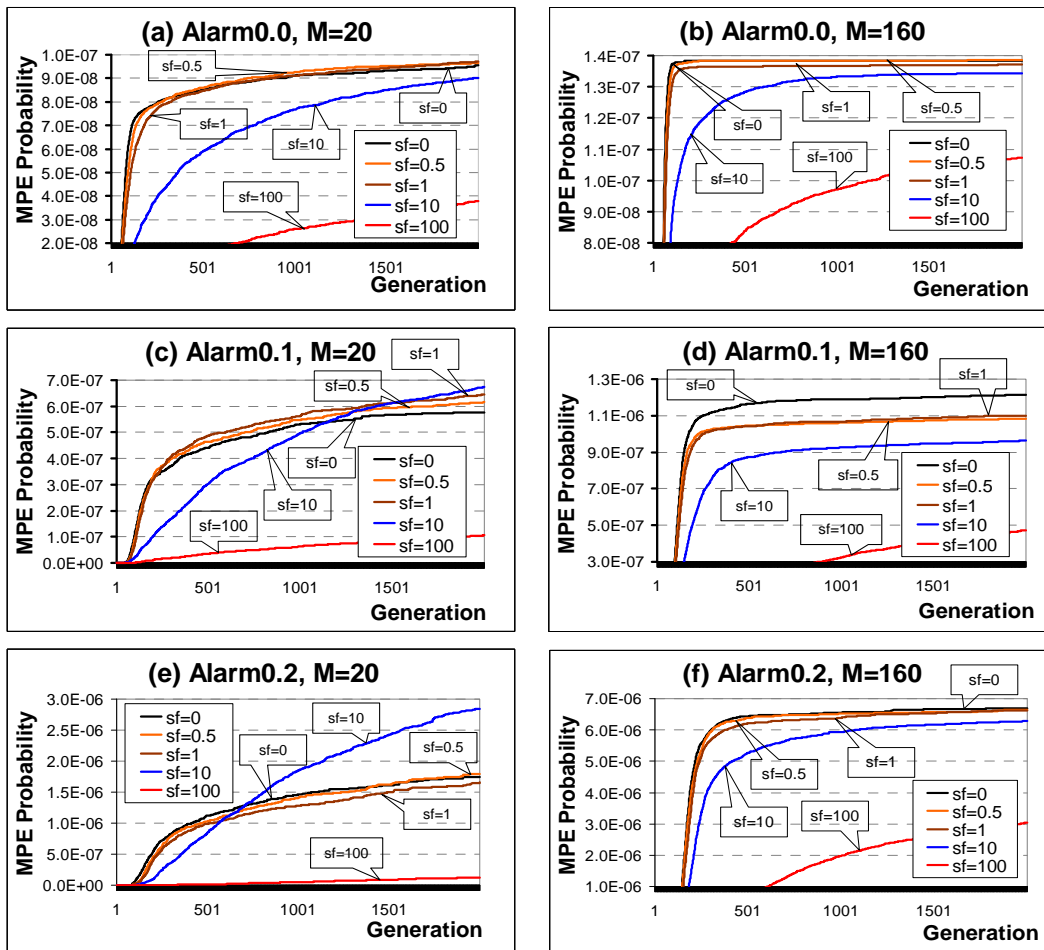 (a) Alarm0.0, M=20
MPE Probability
1.0E-07
9.0E-08
8.0E-08
7.0E-08
6.0E-08
5.0E-08
4.0E-08
3.0E-08
2.0E-08
sf=0.5
sf=0
sf=1
sf=10
sf=100
sf=0
sf=0.5
sf=1
sf=10
sf=100
1 501 1001 1501
Generation
(b) Alarm0.0, M=160
MPE Probability
1.4E-07
1.3E-07
1.2E-07
1.1E-07
1.0E-07
9.0E-08
8.0E-08
sf=1
sf=0.5
sf=0
sf=10
sf=100
sf=0
sf=0.5
sf=1
sf=10
sf=100
1 501 1001 1501
Generation
(c) Alarm0.1, M=20
MPE Probability
7.0E-07
6.0E-07
5.0E-07
4.0E-07
3.0E-07
2.0E-07
1.0E-07
0.0E+00
sf=1
sf=0.5
sf=0
sf=10
sf=100
sf=0
sf=0.5
sf=1
sf=10
sf=100
1 501 1001 1501
Generation
(d) Alarm0.1, M=160
MPE Probability
1.3E-06
1.1E-06
9.0E-07
7.0E-07
5.0E-07
3.0E-07
sf=0
sf=1
sf=0.5
sf=10
sf=100
sf=0
sf=0.5
sf=1
sf=10
sf=100
1 501 1001 1501
Generation
(e) Alarm0.2, M=20
MPE Probability
3.0E-06
2.5E-06
2.0E-06
1.5E-06
1.0E-06
5.0E-07
0.0E+00
sf=0
sf=0.5
sf=1
sf=10
sf=100
sf=10
sf=0
sf=0.5
sf=1
sf=100
1 501 1001 1501
Generation
(f) Alarm0.2, M=160
MPE Probability
7.0E-06
6.0E-06
5.0E-06
4.0E-06
3.0E-06
2.0E-06
1.0E-06
sf=0
sf=0.5
sf=1
sf=10
sf=100
sf=0
sf=0.5
sf=1
sf=10
sf=100
1 501 1001 1501
Generation